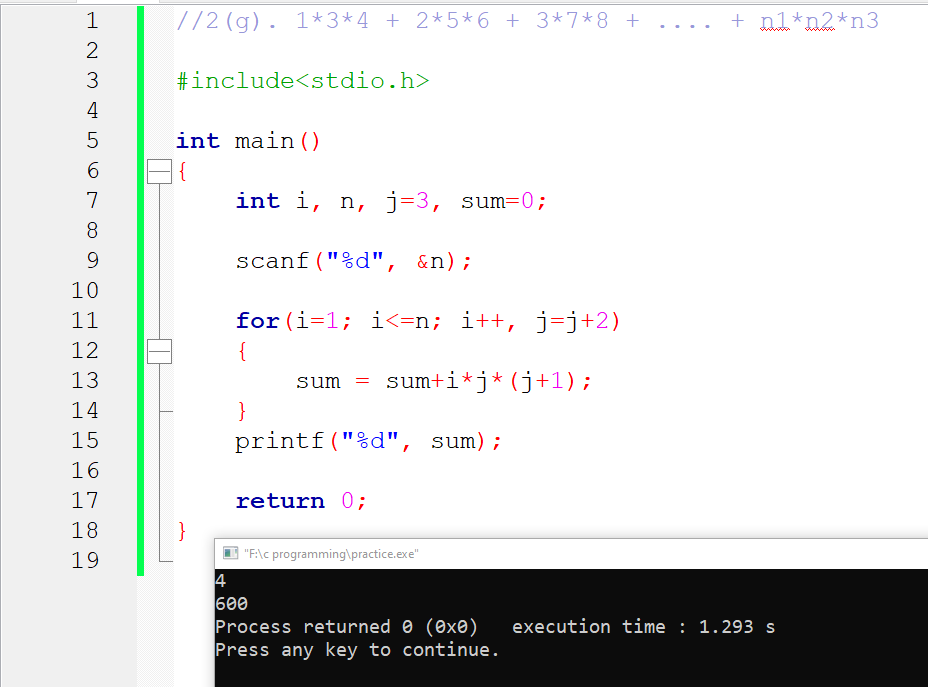 1 //2(g). 1*3*4 + 2*5*6 + 3*7*8 + .... + n1*n2*n3
2
3 #include<stdio.h>
4
5 int main()
6 {
7 int i, n, j=3, sum=0;
8
9 scanf("%d", &n);
10
11 for(i=1; i<=n; i++, j=j+2)
12 {
13 sum = sum+i*j*(j+1);
14 }
15 printf("%d", sum);
16
17 return 0;
18 }
19
"F:\c programming\practice.exe"
4
600
Process returned 0 (0x0)   execution time : 1.293 s
Press any key to continue.